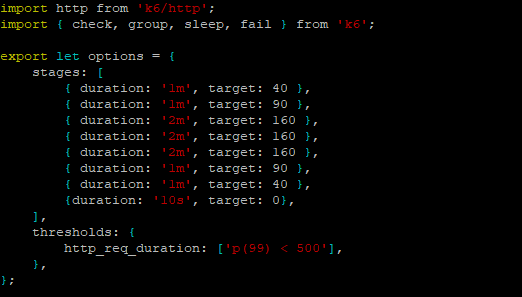 import http from 'k6/http';
import { check, group, sleep, fail } from 'k6';
export let options = {
stages: [
{ duration: '1m', target: 40 },
{ duration: '1m', target: 90 },
{ duration: '2m', target: 160 },
{ duration: '2m', target: 160 },
{ duration: '2m', target: 160 },
{ duration: '1m', target: 90 },
{ duration: '1m', target: 40 },
{duration: '10s', target: 0},
],
thresholds: {
http_req_duration: ['p(99) < 500'],
},
};